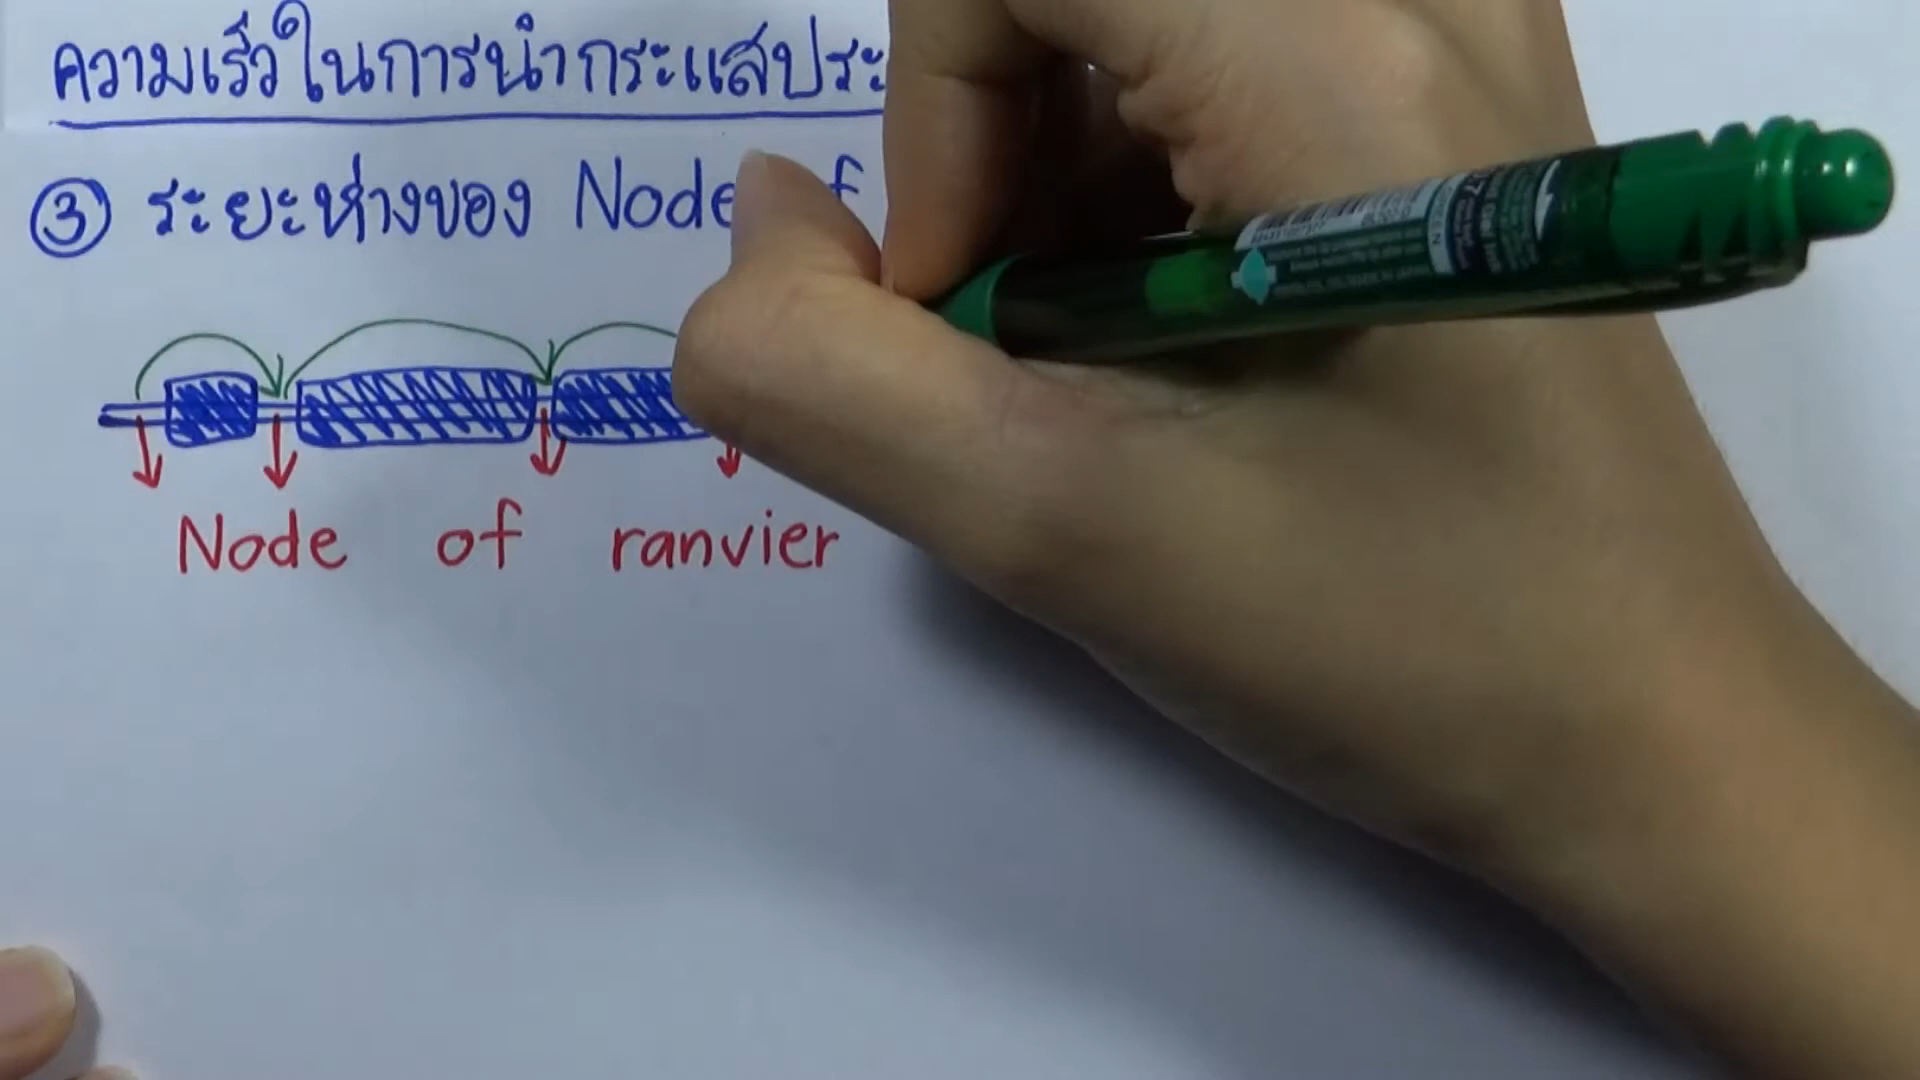 ความเร็วในการนำกระแสประ
③ ระยะห่างของ Node of
Node of ranvier